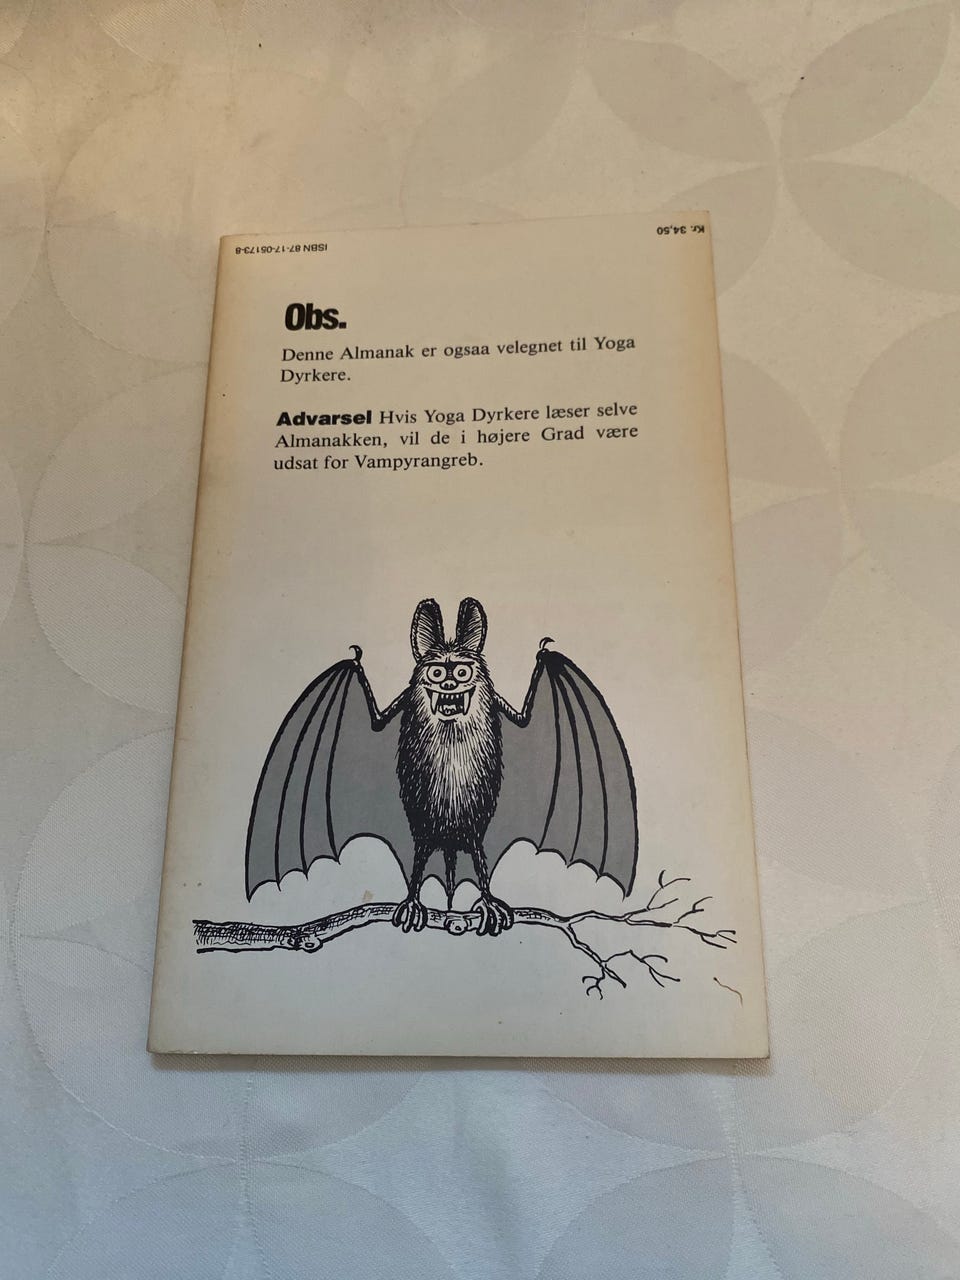 ISBN 87-17-05173-8
Kr. 34,50
Obs.
Denne Almanak er ogsaa velegnet til Yoga
Dyrkere.
Advarsel Hvis Yoga Dyrkere læser selve
Almanakken, vil de i højere Grad være
udsat for Vampyrangreb.